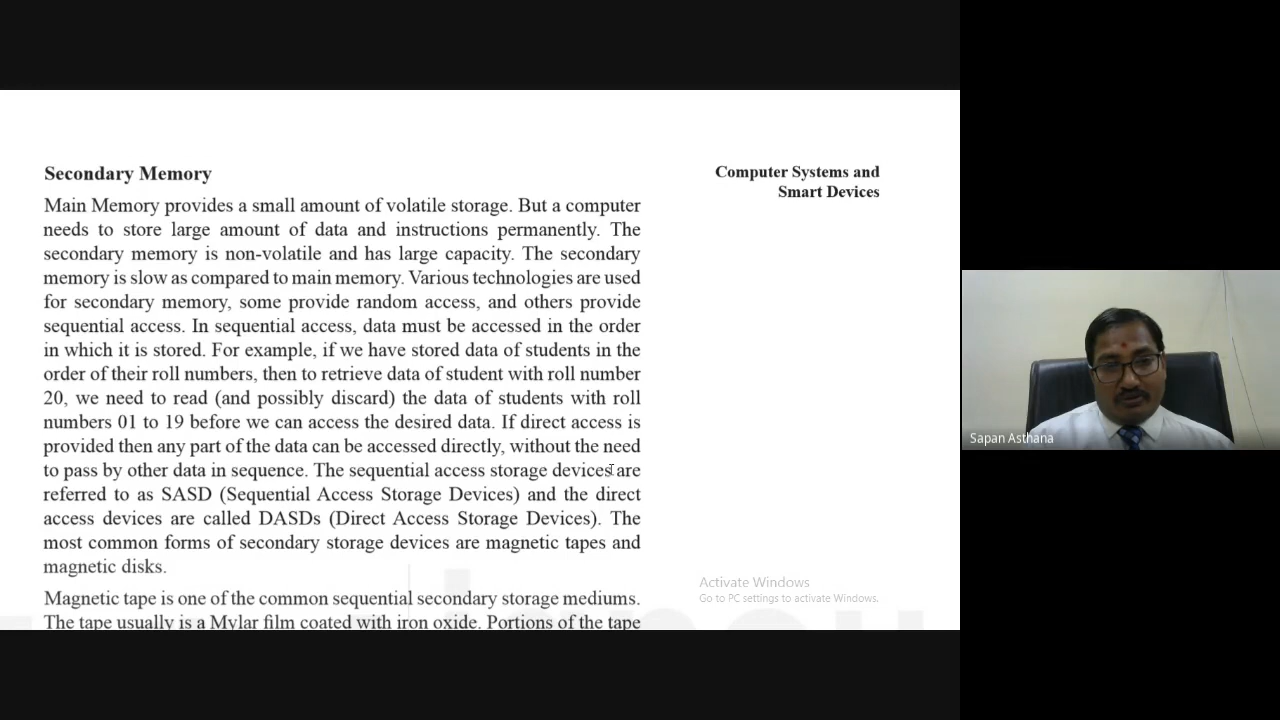 Secondary Memory
Main Memory provides a small amount of volatile storage. But a computer
needs to store large amount of data and instructions permanently. The
secondary memory is non-volatile and has large capacity. The secondary
memory is slow as compared to main memory. Various technologies are used
for secondary memory, some provide random access, and others provide
sequential access. In sequential access, data must be accessed in the order
in which it is stored. For example, if we have stored data of students in the
order of their roll numbers, then to retrieve data of student with roll number
20, we need to read (and possibly discard) the data of students with roll
numbers 01 to 19 before we can access the desired data. If direct access is
provided then any part of the data can be accessed directly, without the need
to pass by other data in sequence. The sequential access storage devices are
referred to as SASD (Sequential Access Storage Devices) and the direct
access devices are called DASDs (Direct Access Storage Devices). The
most common forms of secondary storage devices are magnetic tapes and
magnetic disks.
Magnetic tape is one of the common sequential secondary storage mediums.
The tape usually is a Mylar film coated with iron oxide. Portions of the tape
Computer Systems and
Smart Devices
Activate Windows
Go to PC settings to activate Windows.
Sapan Asthana